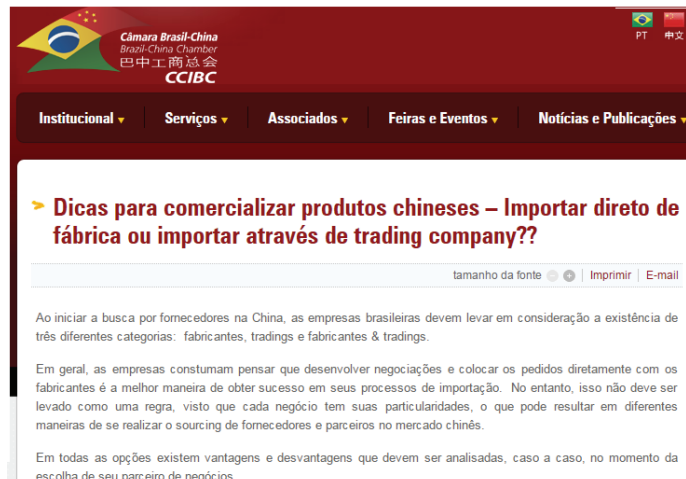 Câmara Brasil-China
Brazil-China Chamber
巴中工商总会
CCIBC
PT 中文
Institucional Serviços Associados Feiras e Eventos Notícias e Publicações
Dicas para comercializar produtos chineses – Importar direto de
fábrica ou importar através de trading company??
tamanho da fonte Imprimir E-mail
Ao iniciar a busca por fornecedores na China, as empresas brasileiras devem levar em consideração a existência de
três diferentes categorias: fabricantes, tradings e fabricantes & tradings.
Em geral, as empresas constumam pensar que desenvolver negociações e colocar os pedidos diretamente com os
fabricantes é a melhor maneira de obter sucesso em seus processos de importação. No entanto, isso não deve ser
levado como uma regra, visto que cada negócio tem suas particularidades, o que pode resultar em diferentes
maneiras de se realizar o sourcing de fornecedores e parceiros no mercado chinês.
Em todas as opções existem vantagens e desvantagens que devem ser analisadas, caso a caso, no momento da
escolha de seu parceiro de negócios